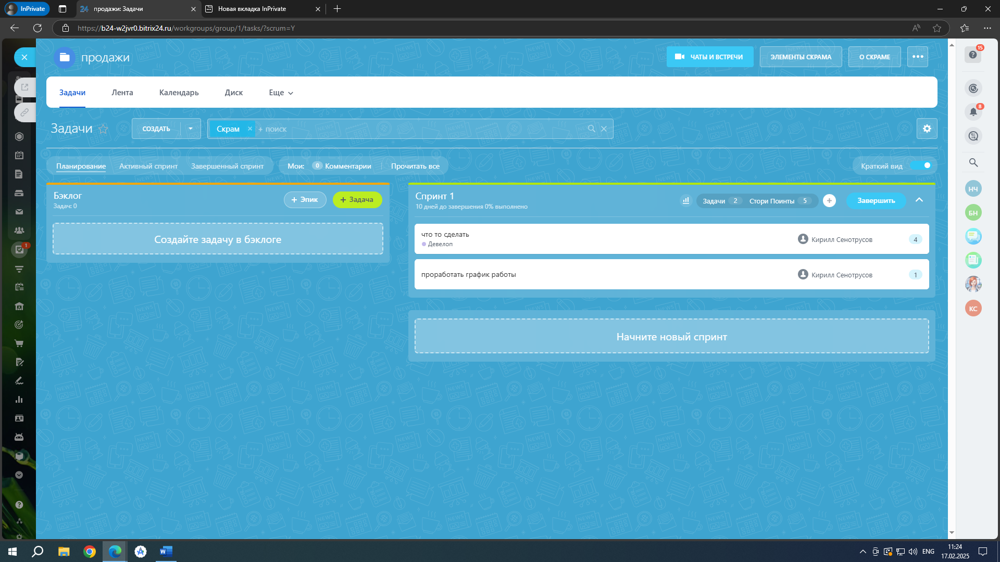 InPrivate
24 продажи: Задачи
Новая вкладка InPrivate
https://b24-w2jvr0.bitrix24.ru/workgroups/group/1/tasks/?scrum=Y
продажи
ЧАТЫ И ВСТРЕЧИ
ЭЛЕМЕНТЫ СКРАМА
О СКРАМЕ
15
Задачи
Лента
Календарь
Диск
Еще
8
Задачи
СОЗДАТЬ
Скрам
+ поиск
Планирование
Активный спринт
Завершенный спринт
Мои: 0 Комментарии
Прочитать все
Краткий вид
Бэклог
Задач: 0
+ Эпик
+ Задача
Создайте задачу в бэклоге
Спринт 1
10 дней до завершения 0% выполнено
Задачи 2 Стори Поинты 5
Завершить
что то сделать
Девелоп
Кирилл Сенотрусов
4
проработать график работы
Кирилл Сенотрусов
1
Начните новый спринт
НЧ
БН
КС
1
ENG
11:24
17.02.2025